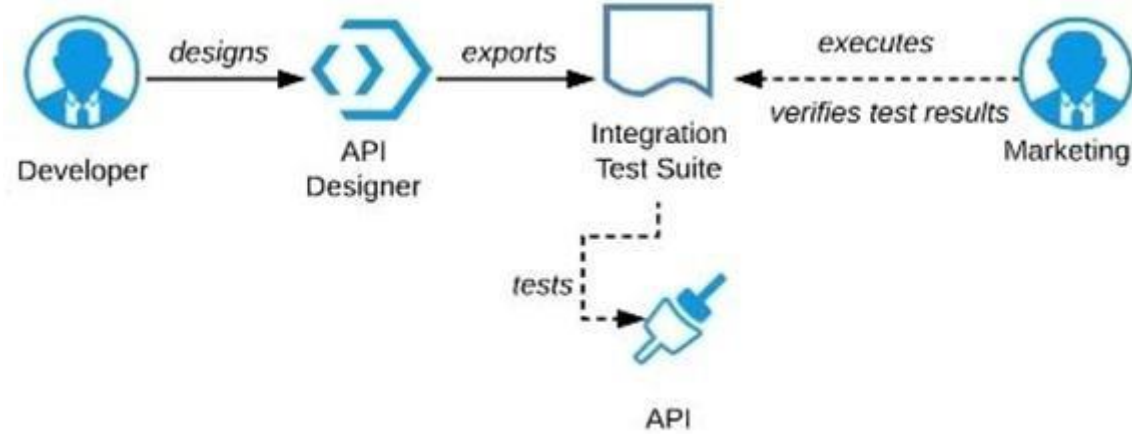 designs
exports
executes
verifies test results
Developer
API
Designer
Integration
Test Suite
Marketing
tests
API